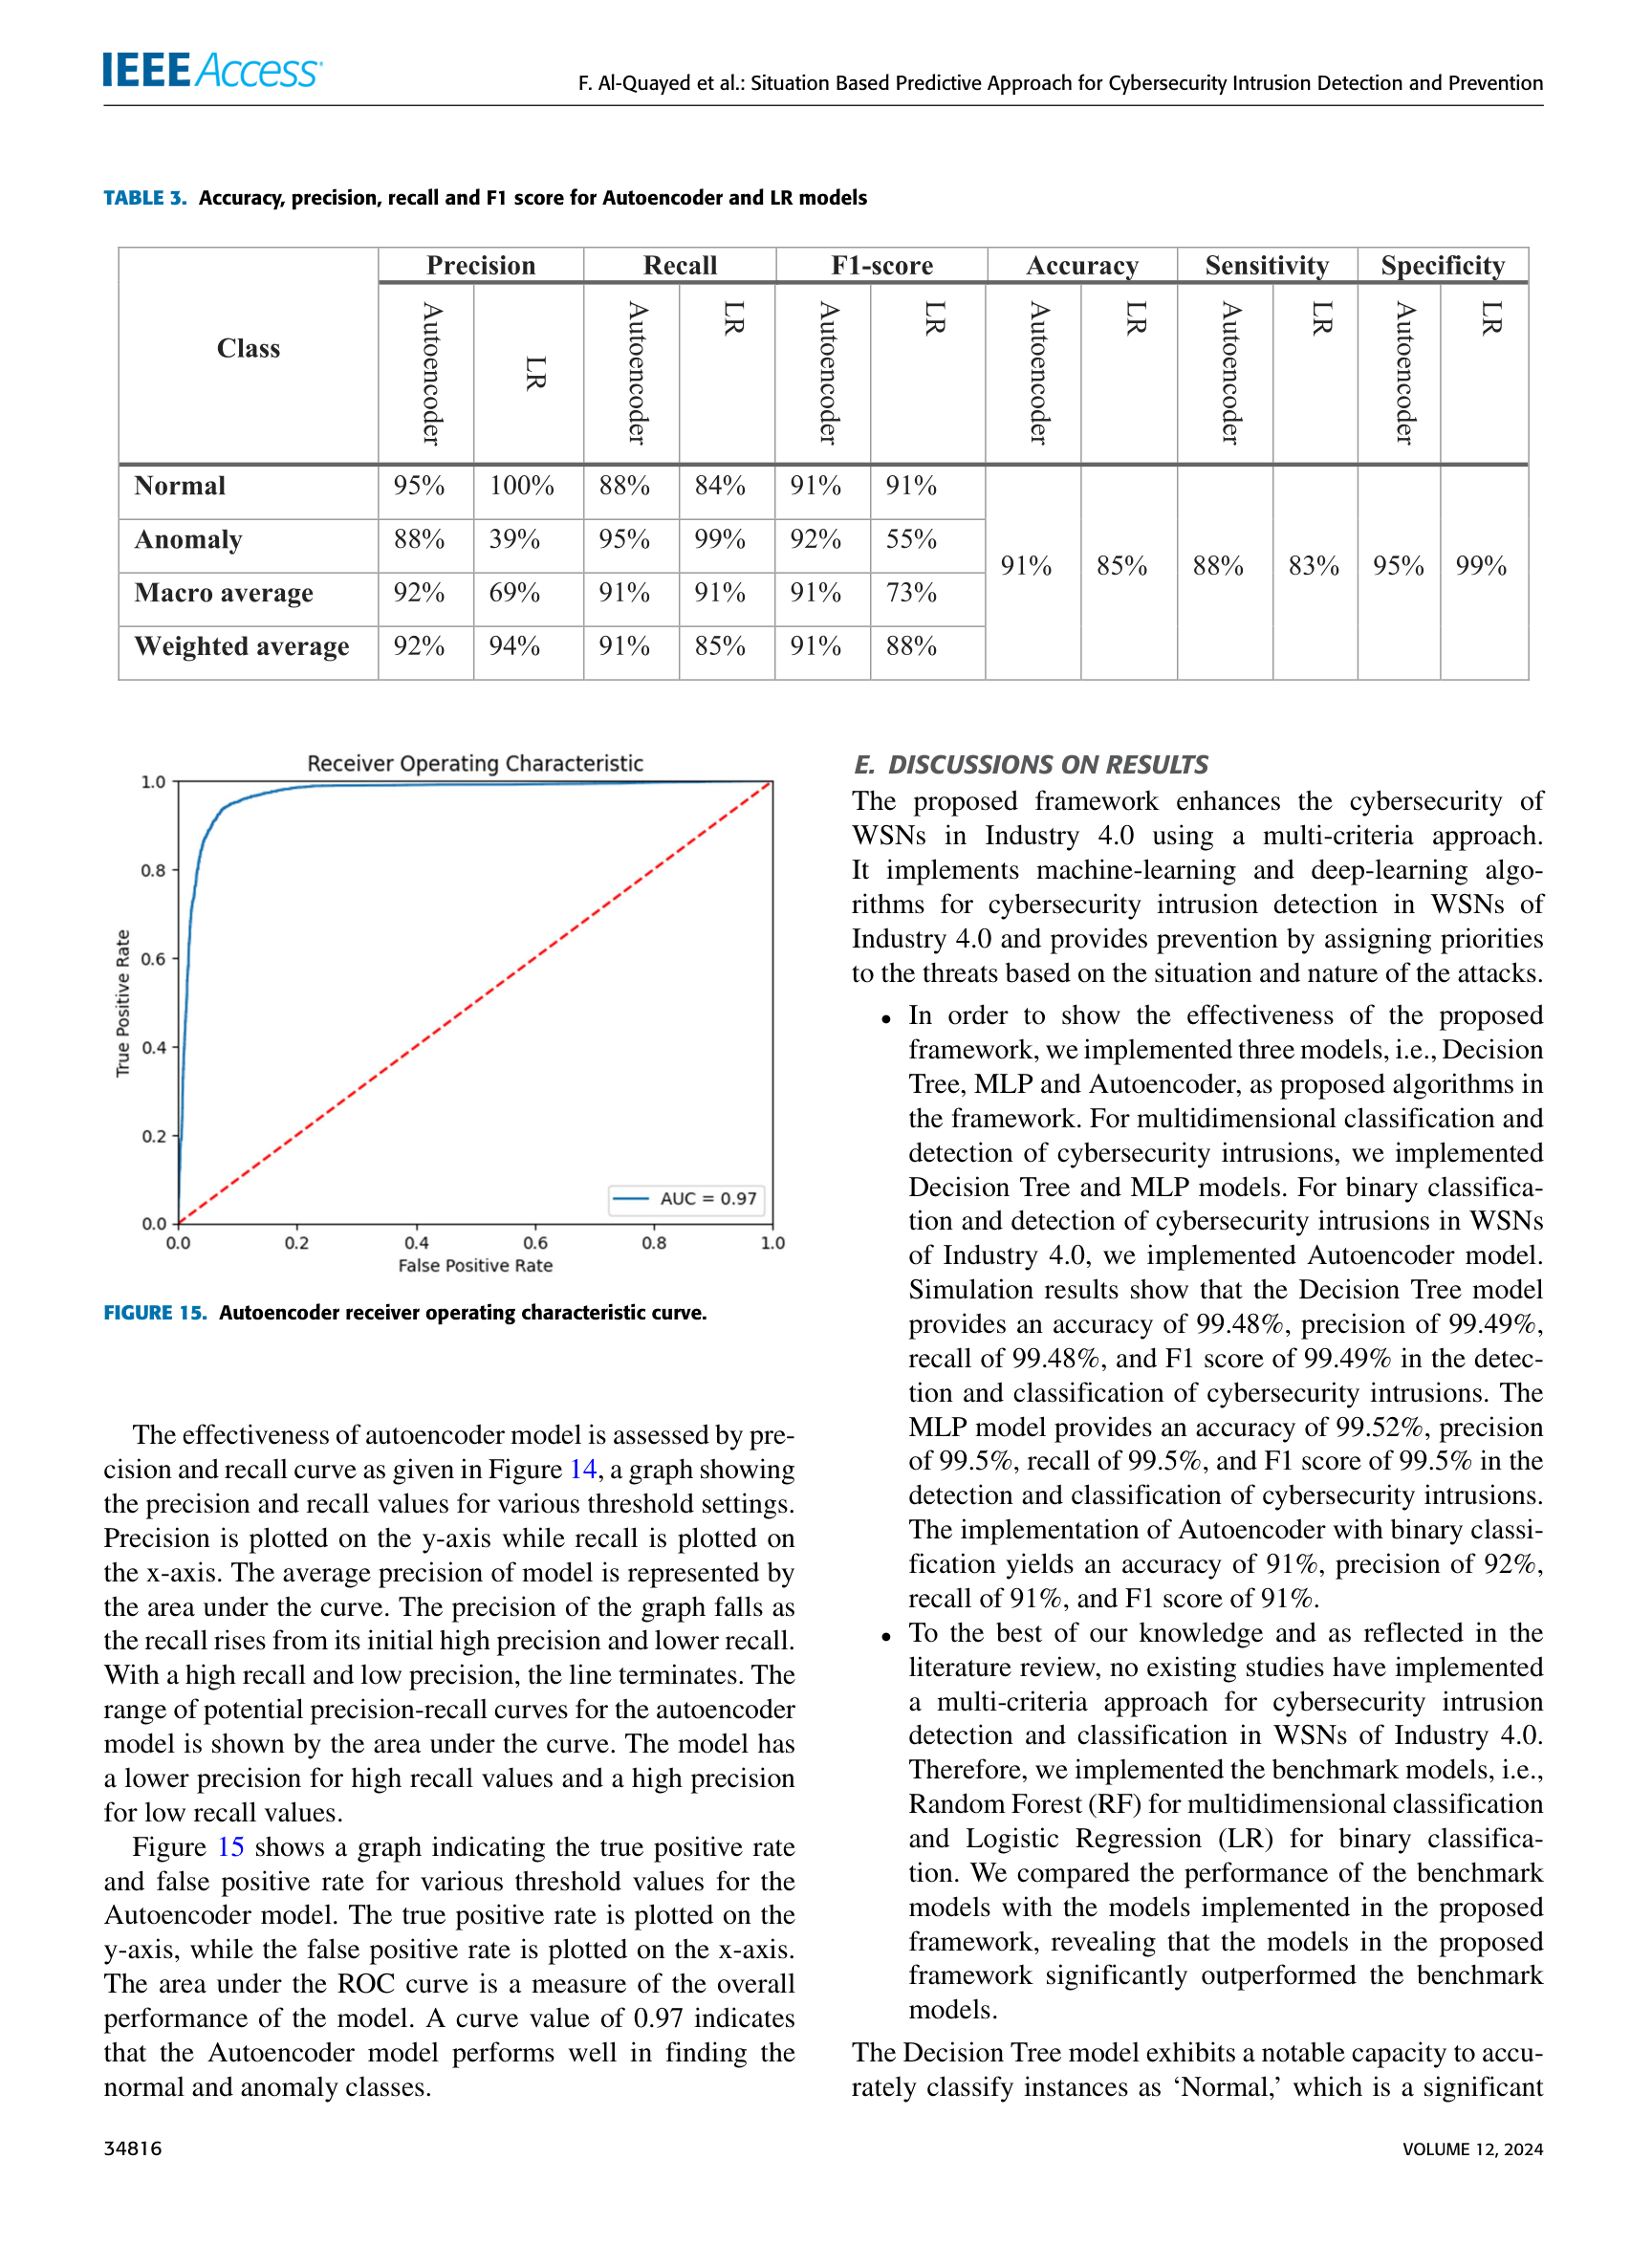 IEEE Access
F. Al-Quayed et al.: Situation Based Predictive Approach for Cybersecurity Intrusion Detection and Prevention
TABLE 3. Accuracy, precision, recall and F1 score for Autoencoder and LR models
Class Precision Recall F1-score Accuracy Sensitivity Specificity
Autoencoder LR Autoencoder LR Autoencoder LR Autoencoder LR Autoencoder LR Autoencoder LR
Normal 95% 100% 88% 84% 91% 91%
Anomaly 88% 39% 95% 99% 92% 55%
91% 85% 88% 83% 95% 99%
Macro average 92% 69% 91% 91% 91% 73%
Weighted average 92% 94% 91% 85% 91% 88%
Receiver Operating Characteristic
1.0
0.8
0.6
0.4
0.2
0.0
True Positive Rate
AUC = 0.97
0.0 0.2 0.4 0.6 0.8 1.0
False Positive Rate
FIGURE 15. Autoencoder receiver operating characteristic curve.
The effectiveness of autoencoder model is assessed by pre-
cision and recall curve as given in Figure 14, a graph showing
the precision and recall values for various threshold settings.
Precision is plotted on the y-axis while recall is plotted on
the x-axis. The average precision of model is represented by
the area under the curve. The precision of the graph falls as
the recall rises from its initial high precision and lower recall.
With a high recall and low precision, the line terminates. The
range of potential precision-recall curves for the autoencoder
model is shown by the area under the curve. The model has
a lower precision for high recall values and a high precision
for low recall values.
Figure 15 shows a graph indicating the true positive rate
and false positive rate for various threshold values for the
Autoencoder model. The true positive rate is plotted on the
y-axis, while the false positive rate is plotted on the x-axis.
The area under the ROC curve is a measure of the overall
performance of the model. A curve value of 0.97 indicates
that the Autoencoder model performs well in finding the
normal and anomaly classes.
E. DISCUSSIONS ON RESULTS
The proposed framework enhances the cybersecurity of
WSNs in Industry 4.0 using a multi-criteria approach.
It implements machine-learning and deep-learning algo-
rithms for cybersecurity intrusion detection in WSNs of
Industry 4.0 and provides prevention by assigning priorities
to the threats based on the situation and nature of the attacks.
• In order to show the effectiveness of the proposed
framework, we implemented three models, i.e., Decision
Tree, MLP and Autoencoder, as proposed algorithms in
the framework. For multidimensional classification and
detection of cybersecurity intrusions, we implemented
Decision Tree and MLP models. For binary classifica-
tion and detection of cybersecurity intrusions in WSNs
of Industry 4.0, we implemented Autoencoder model.
Simulation results show that the Decision Tree model
provides an accuracy of 99.48%, precision of 99.49%,
recall of 99.48%, and F1 score of 99.49% in the detec-
tion and classification of cybersecurity intrusions. The
MLP model provides an accuracy of 99.52%, precision
of 99.5%, recall of 99.5%, and F1 score of 99.5% in the
detection and classification of cybersecurity intrusions.
The implementation of Autoencoder with binary classi-
fication yields an accuracy of 91%, precision of 92%,
recall of 91%, and F1 score of 91%.
• To the best of our knowledge and as reflected in the
literature review, no existing studies have implemented
a multi-criteria approach for cybersecurity intrusion
detection and classification in WSNs of Industry 4.0.
Therefore, we implemented the benchmark models, i.e.,
Random Forest (RF) for multidimensional classification
and Logistic Regression (LR) for binary classifica-
tion. We compared the performance of the benchmark
models with the models implemented in the proposed
framework, revealing that the models in the proposed
framework significantly outperformed the benchmark
models.
The Decision Tree model exhibits a notable capacity to accu-
rately classify instances as ‘Normal,’ which is a significant
34816
VOLUME 12, 2024